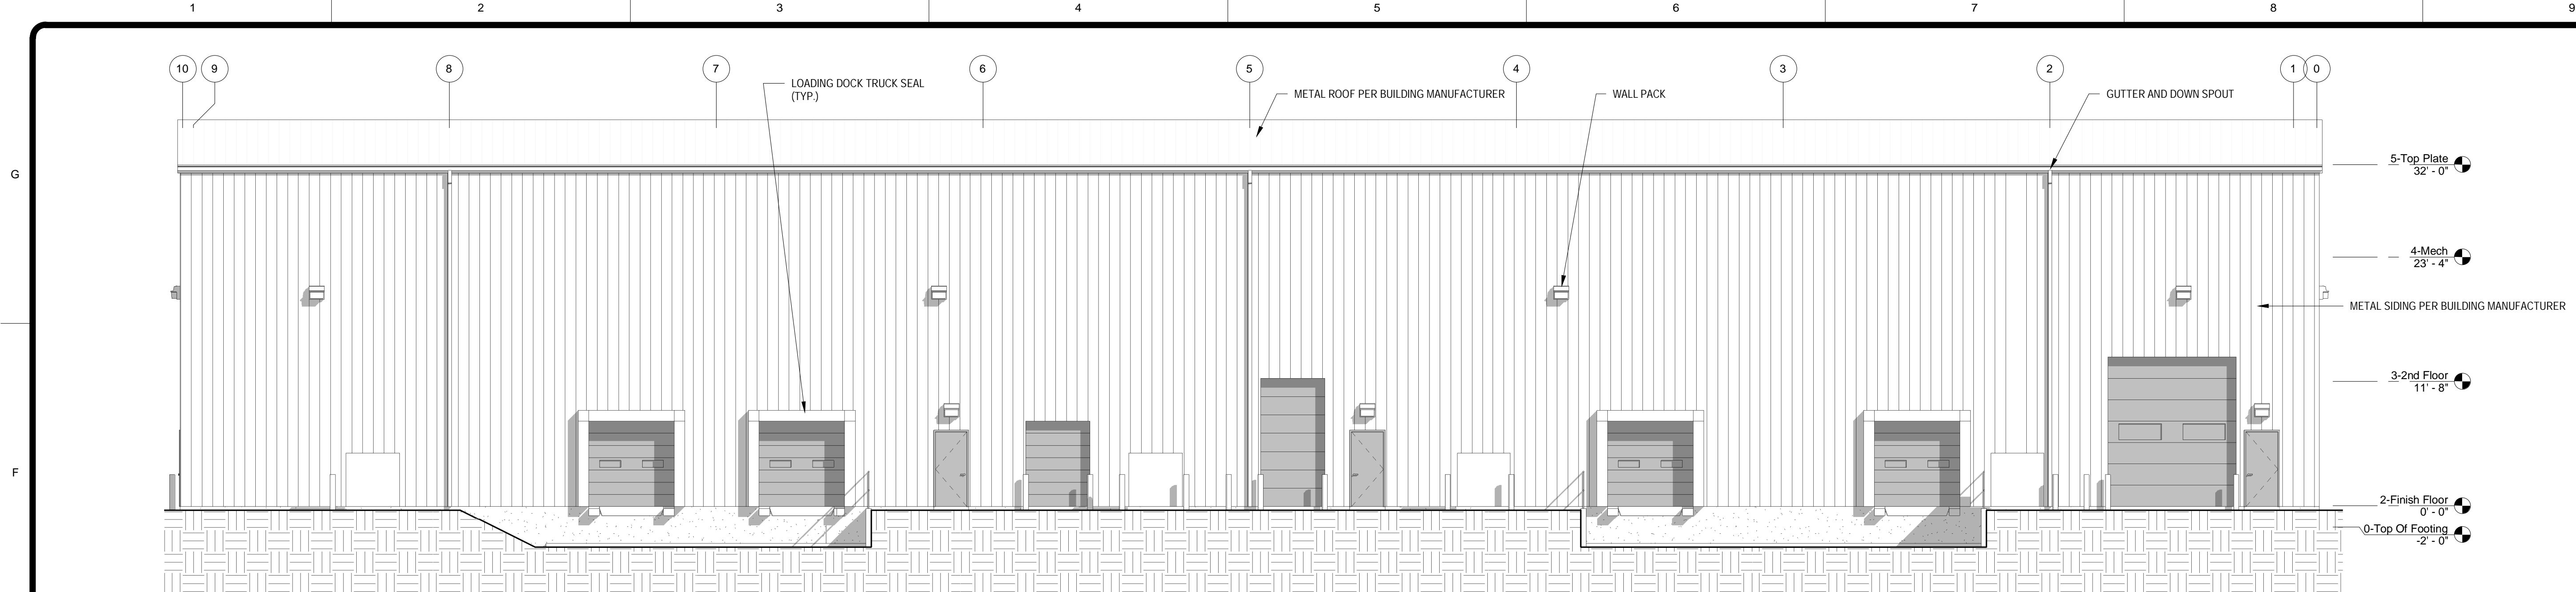 1 2 3 4 5 6 7 8 9
10 9 8 7 6 5 4 3 2 1 0
LOADING DOCK TRUCK SEAL
(TYP.)
METAL ROOF PER BUILDING MANUFACTURER
WALL PACK
GUTTER AND DOWN SPOUT
G
5-Top Plate
32' - 0"
4-Mech
23' - 4"
METAL SIDING PER BUILDING MANUFACTURER
3-2nd Floor
11' - 8"
F
2-Finish Floor
0' - 0"
0-Top Of Footing
-2' - 0"